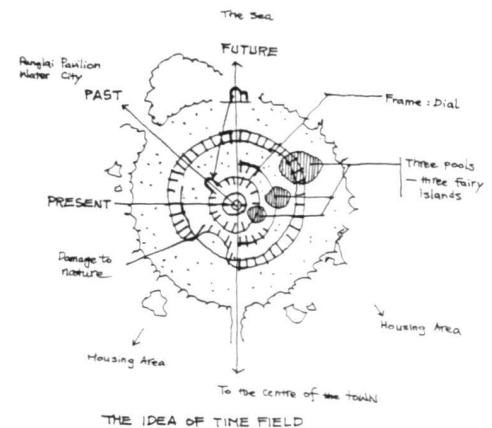 The Sea
FUTURE
Penglai Pavilion
Water City
PAST
Frame : Dial
Three pools
— three fairy
islands
PRESENT
Damage to
nature
Housing Area
Housing Area
To the centre of the town
THE IDEA OF TIME FIELD